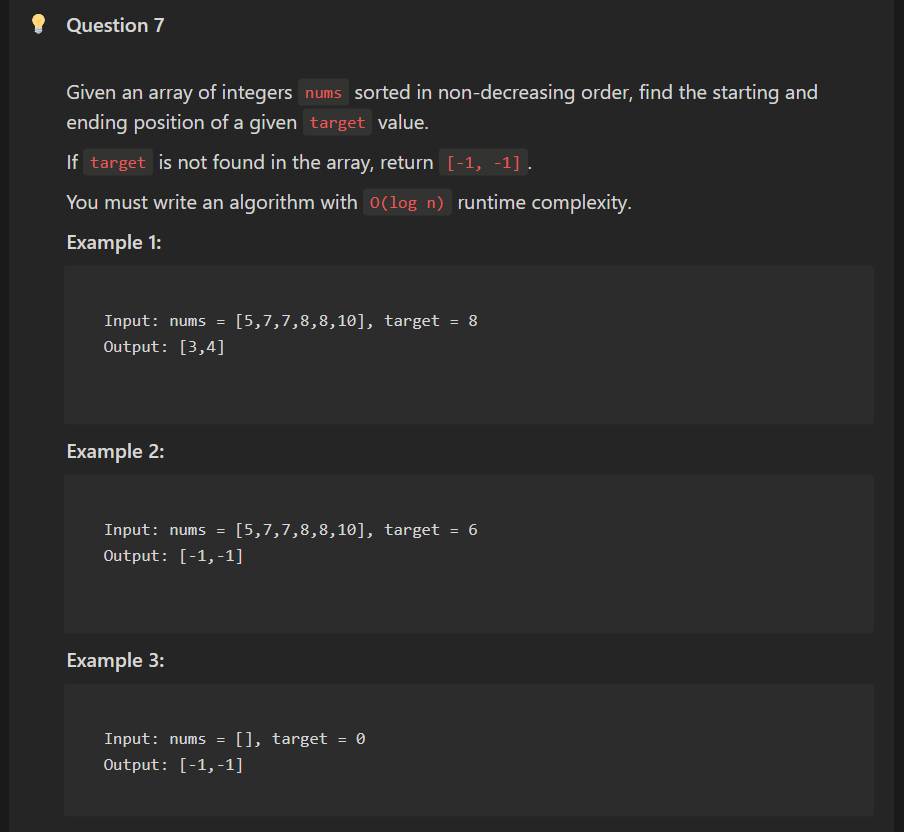 Question 7
Given an array of integers nums sorted in non-decreasing order, find the starting and
ending position of a given target value.
If target is not found in the array, return [-1, -1].
You must write an algorithm with O(log n) runtime complexity.
Example 1:
Input: nums = [5,7,7,8,8,10], target = 8
Output: [3,4]
Example 2:
Input: nums = [5,7,7,8,8,10], target = 6
Output: [-1,-1]
Example 3:
Input: nums = [], target = 0
Output: [-1,-1]